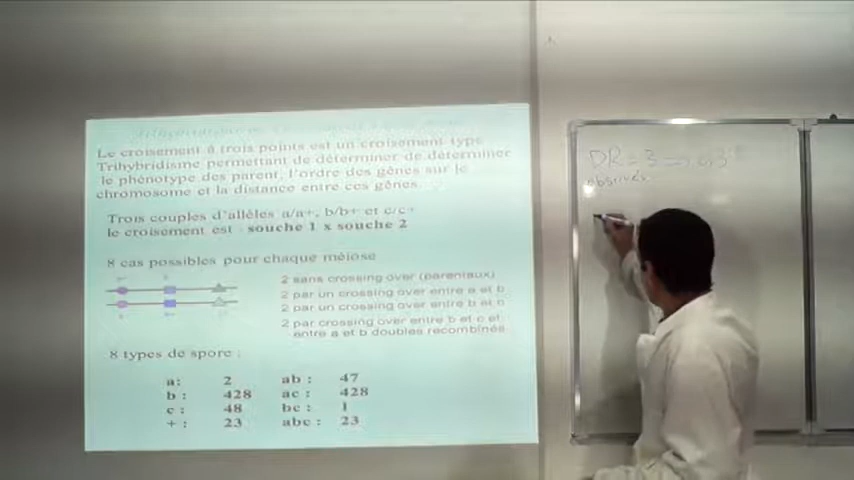 Le croisement à trois points est un croisement type
Trihybridisme permettant de déterminer de déterminer
le phénotype des parent, l'ordre des gènes sur le
chromosome et la distance entre ces gènes.
Trois couples d'allèles a/a+, b/b+ et c/c+
le croisement est : souche 1 x souche 2
8 cas possibles pour chaque méiose
2 sans crossing over (parentaux)
2 par un crossing over entre a et b
2 par un crossing over entre b et c
2 par crossing over entre b et c et
entre a et b doubles recombinés
8 types de spore :
a: 2 ab : 47
b : 428 ac : 428
c : 48 bc : 1
+ : 23 abc : 23
DR = 3
observés